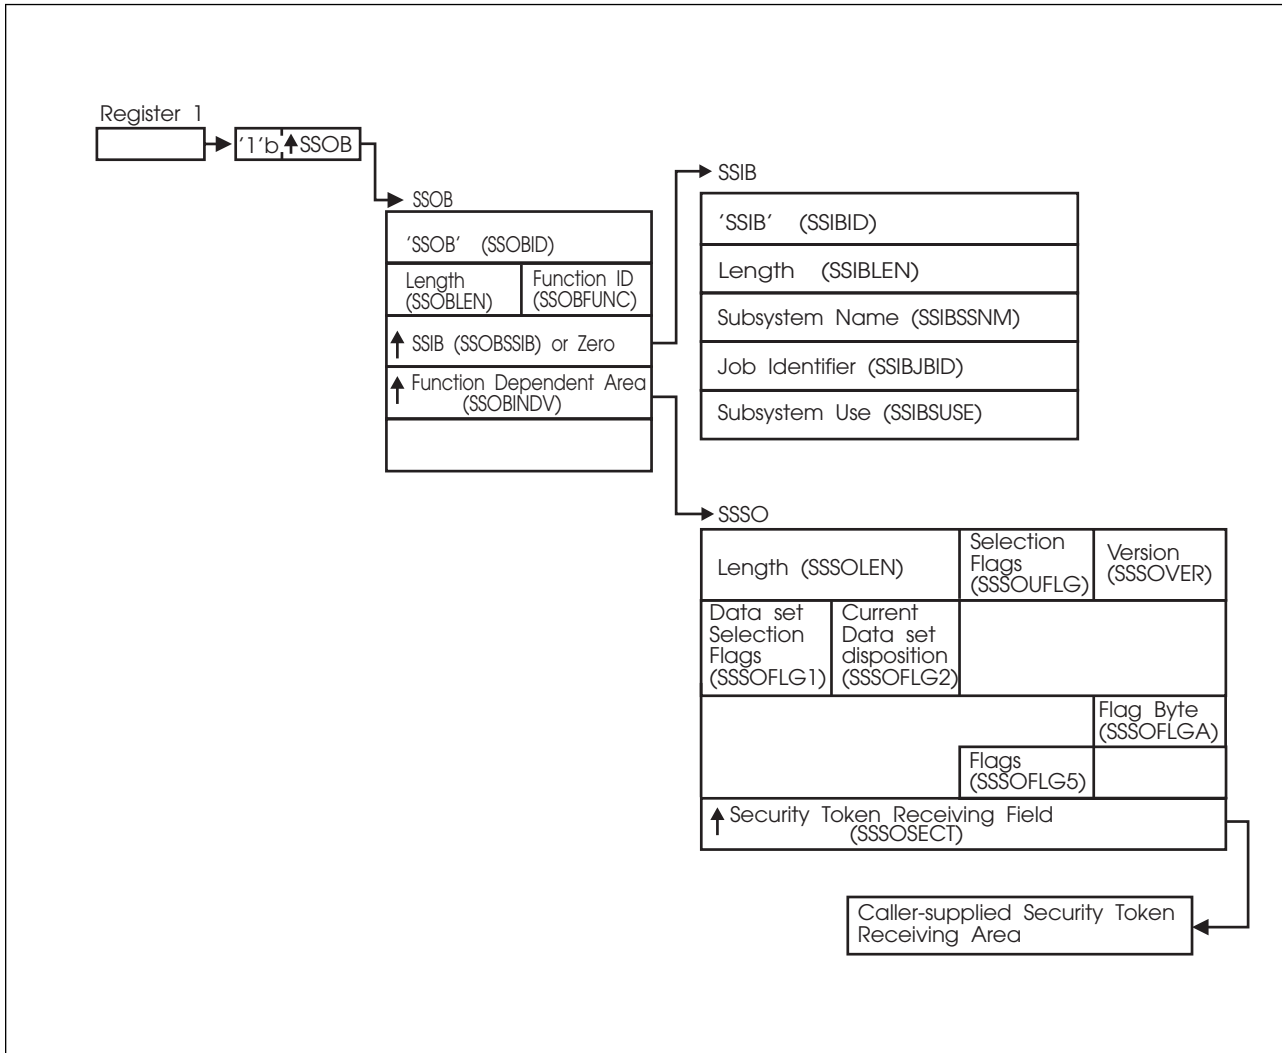 Register 1
'1'b SSOB
SSOB
'SSOB' (SSOBID)
Length
(SSOBLEN)
Function ID
(SSOBFUNC)
SSIB (SSOBSSIB) or Zero
Function Dependent Area
(SSOBINDV)
SSIB
'SSIB' (SSIBID)
Length (SSIBLEN)
Subsystem Name (SSIBSSNM)
Job Identifier (SSIBJBID)
Subsystem Use (SSIBSUSE)
SSSO
Length (SSSOLEN)
Selection
Flags
(SSSOUFLG)
Version
(SSSOVER)
Data set
Selection
Flags
(SSSOFLG1)
Current
Data set
disposition
(SSSOFLG2)
Flag Byte
(SSSOFLGA)
Flags
(SSSOFLG5)
Security Token Receiving Field
(SSSOSECT)
Caller-supplied Security Token
Receiving Area